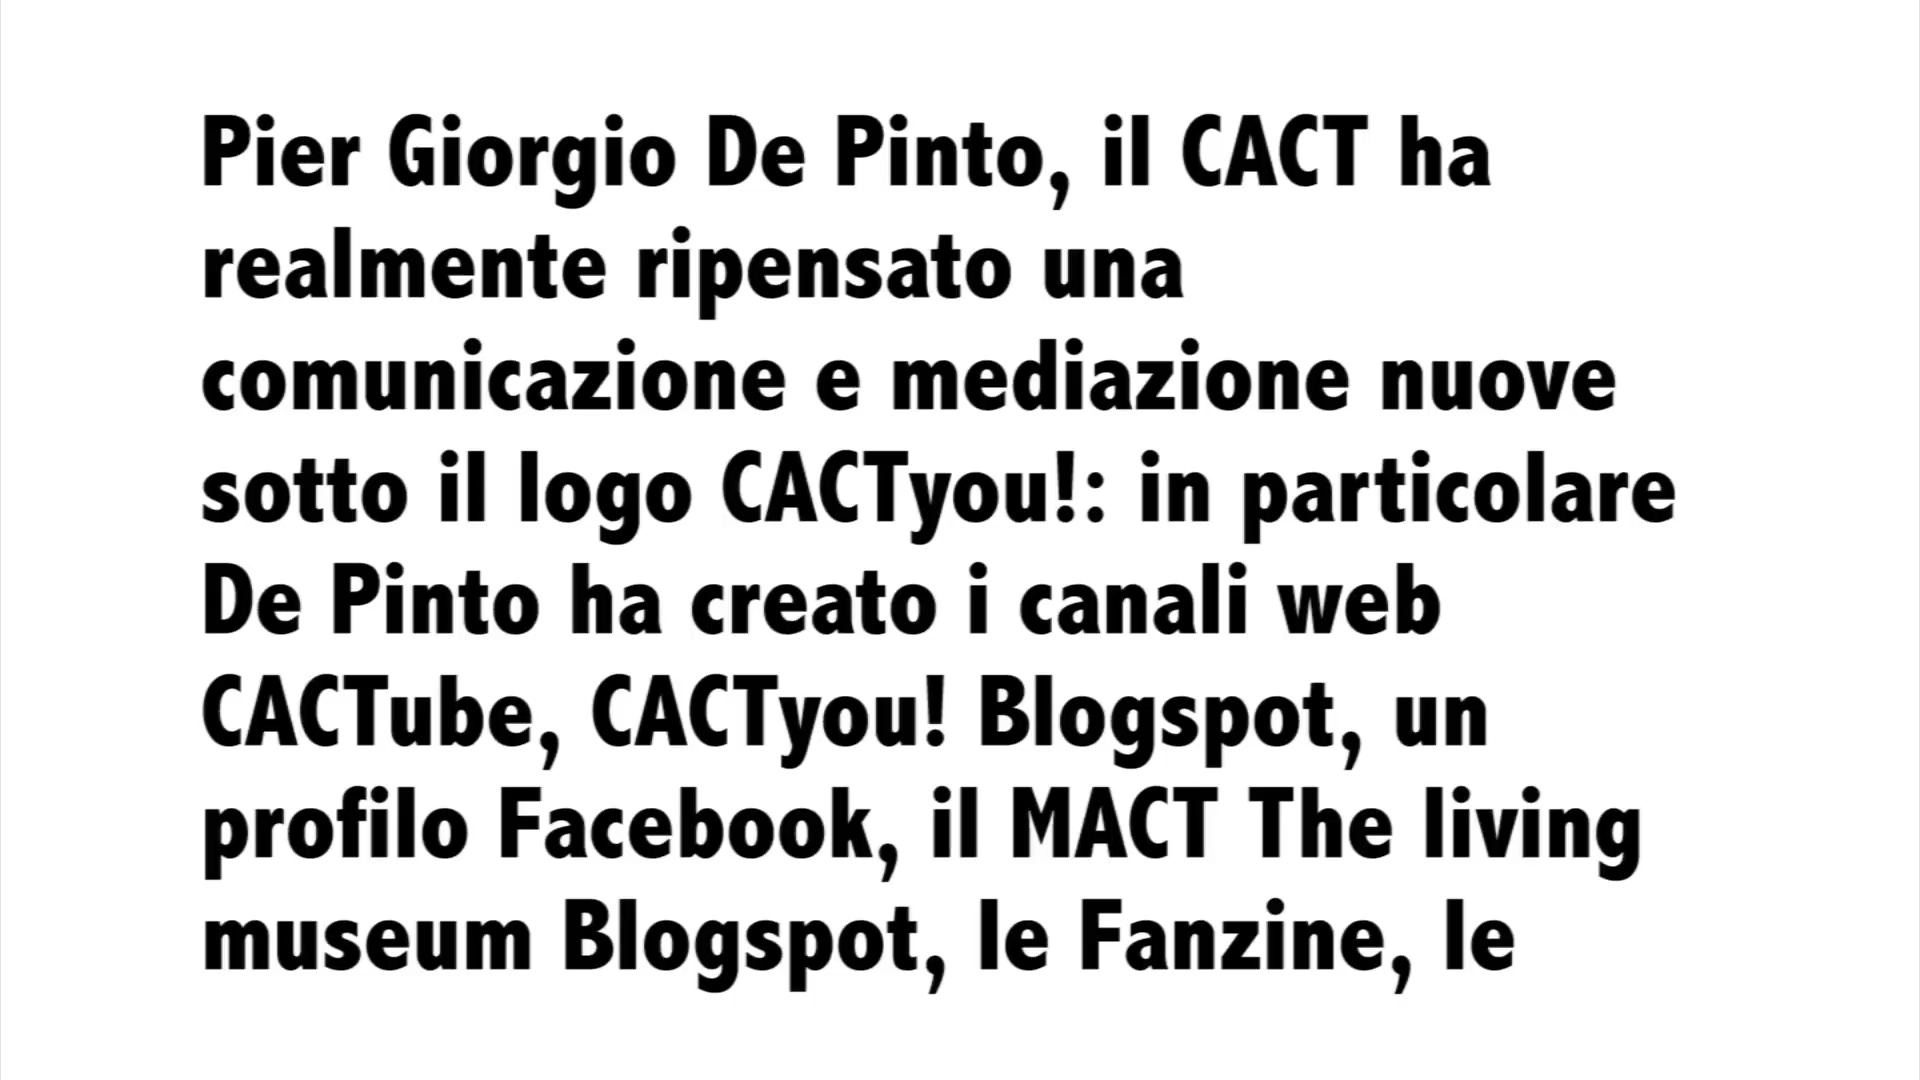 Pier Giorgio De Pinto, il CACT ha
realmente ripensato una
comunicazione e mediazione nuove
sotto il logo CACTyou!: in particolare
De Pinto ha creato i canali web
CACTube, CACTyou! Blogspot, un
profilo Facebook, il MACT The living
museum Blogspot, le Fanzine, le